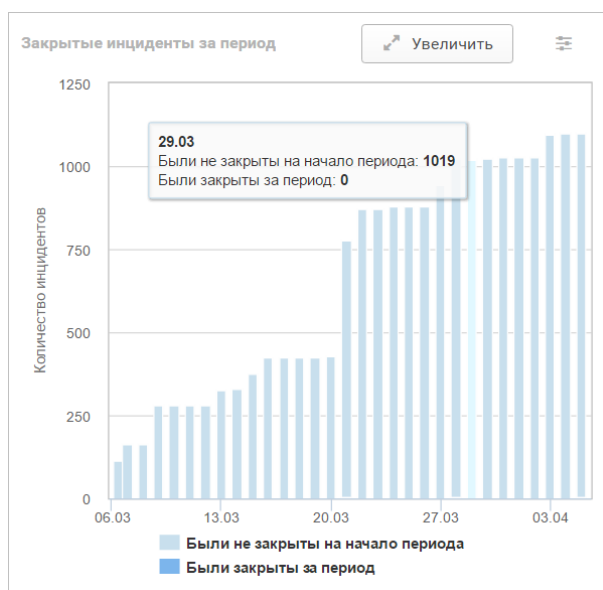 Закрытые инциденты за период
Увеличить
1250
1000
750
500
250
0
Количество инцидентов
29.03
Были не закрыты на начало периода: 1019
Были закрыты за период: 0
06.03
13.03
20.03
27.03
03.04
Были не закрыты на начало периода
Были закрыты за период